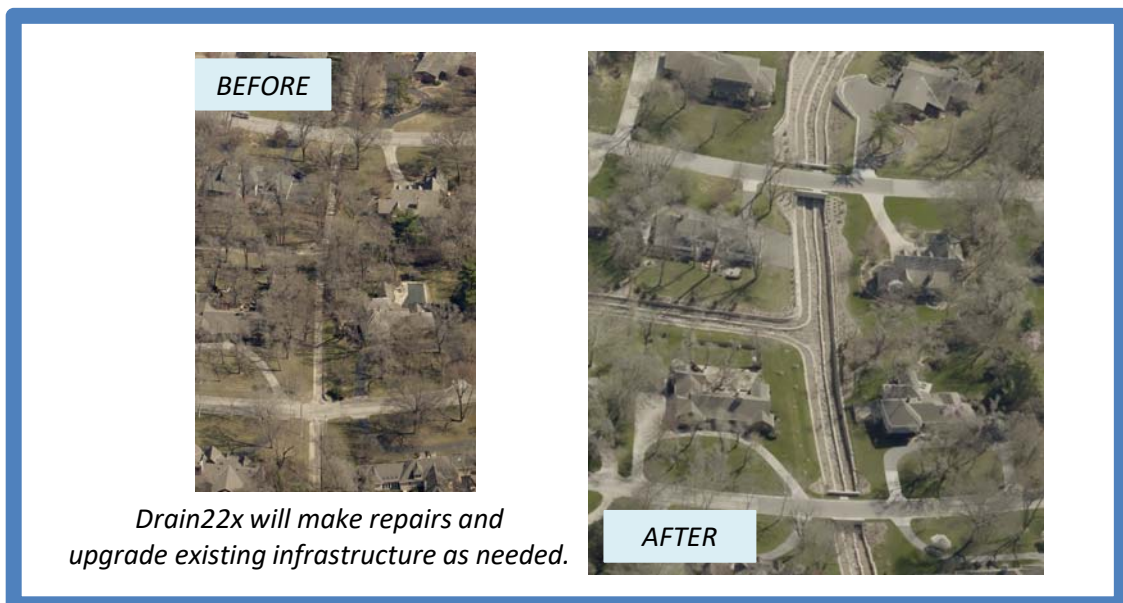 BEFORE
Drain22x will make repairs and
upgrade existing infrastructure as needed.
AFTER